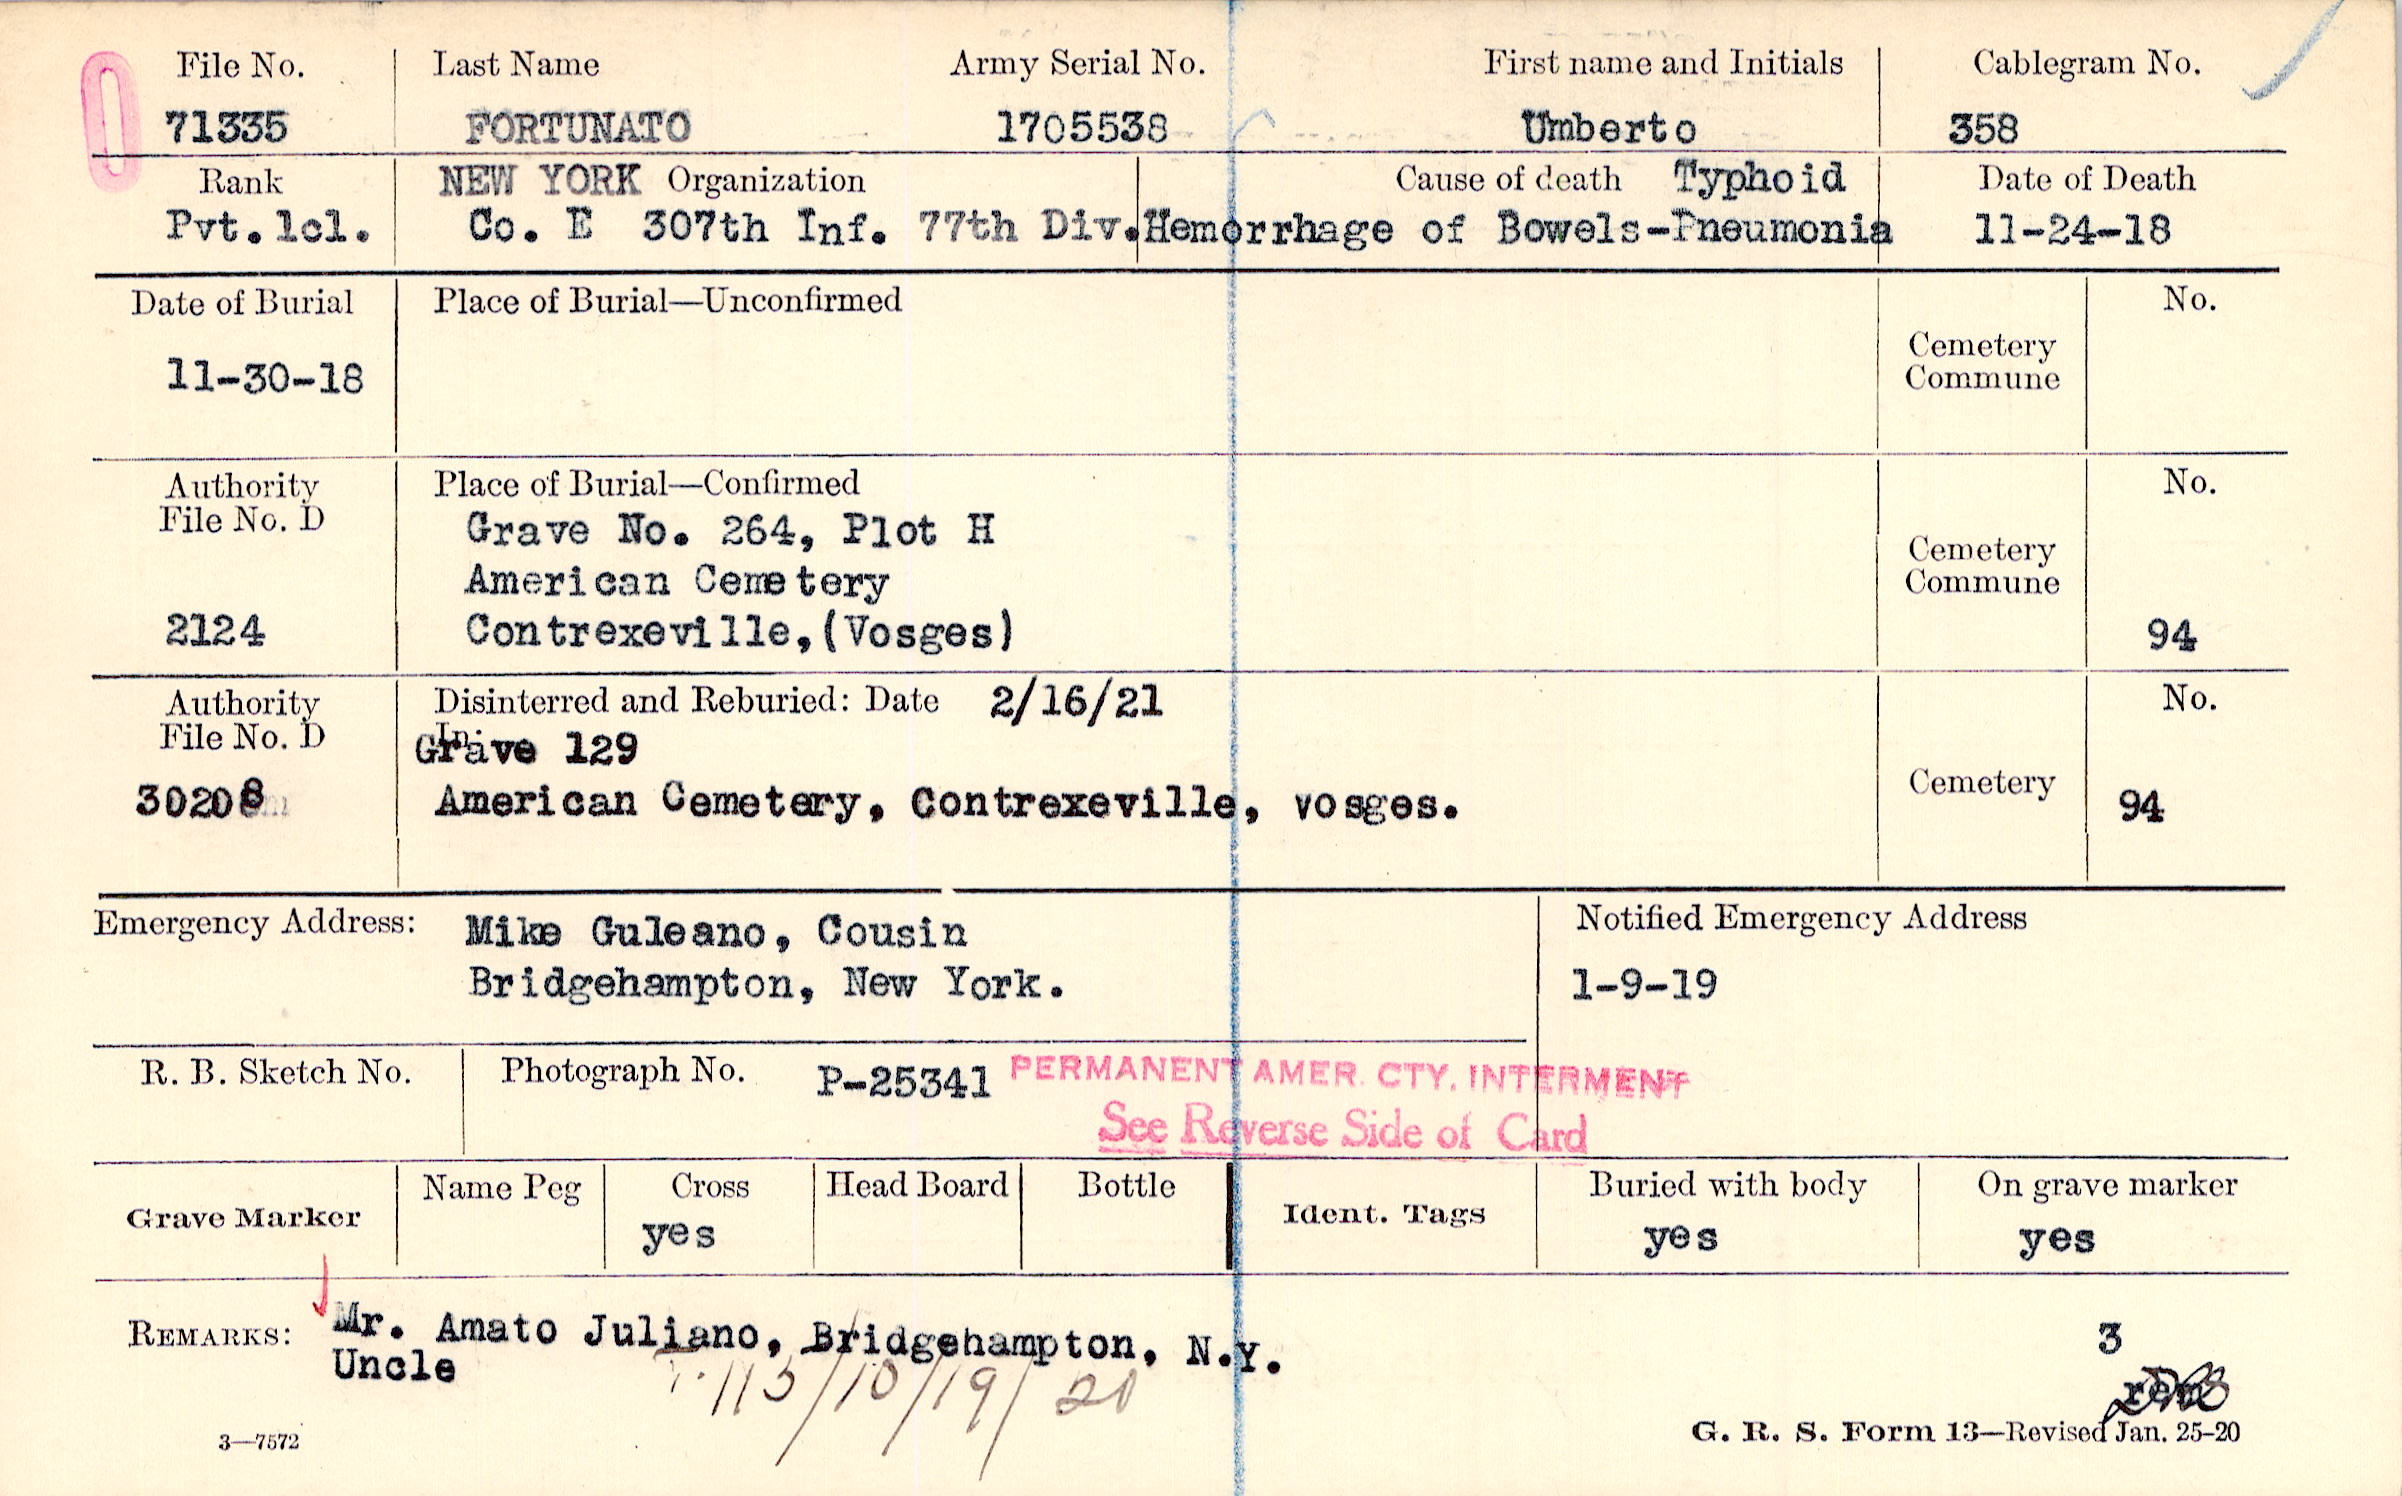 File No. Last Name Army Serial No. First name and Initials Cablegram No.
71335 FORTUNATO 1705538 Umberto 358
Rank NEW YORK Organization Cause of death Typhoid Date of Death
Pvt.lcl. Co. E 307th Inf. 77th Div. Hemorrhage of Bowels-Pneumonia 11-24-18
Date of Burial Place of Burial—Unconfirmed No.
11-30-18 Cemetery
Commune
Authority Place of Burial—Confirmed No.
File No. D Grave No. 264, Plot H
American Cemetery Cemetery
Commune
2124 Contrexeville,(Vosges) 94
Authority Disinterred and Reburied: Date 2/16/21 No.
File No. D In:
Grave 129
30208 American Cemetery, Contrexeville, vosges. Cemetery 94
Emergency Address: Mike Guleano, Cousin Notified Emergency Address
Bridgehampton, New York. 1-9-19
R. B. Sketch No. Photograph No. P-25341 PERMANENT AMER. CTY. INTERMENT
See Reverse Side of Card
Grave Marker Name Peg Cross Head Board Bottle Ident. Tags Buried with body On grave marker
yes yes yes
REMARKS: Mr. Amato Juliano, Bridgehampton, N.Y. 3
Uncle
/10/19/20
3—7572 G. R. S. Form 13—Revised Jan. 25-20